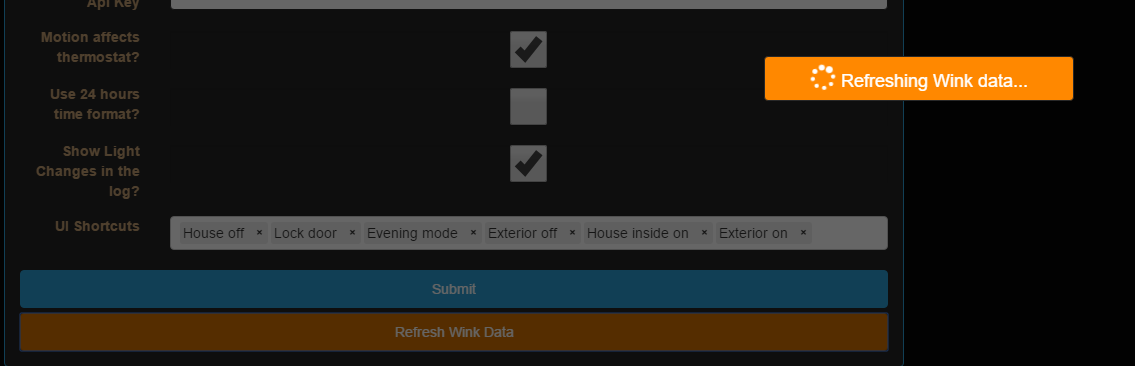 Api Key
Motion affects
thermostat?
Refreshing Wink data...
Use 24 hours
time format?
Show Light
Changes in the
log?
UI Shortcuts
House off × Lock door × Evening mode × Exterior off × House inside on × Exterior on ×
Submit
Refresh Wink Data